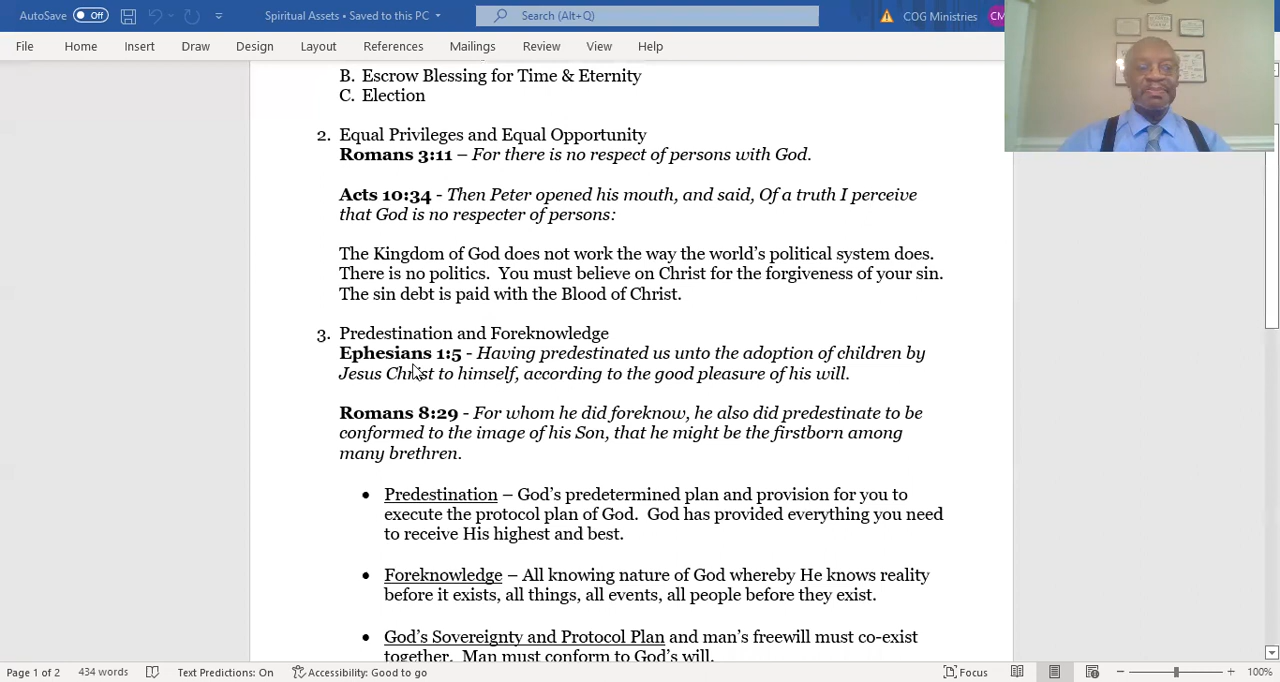 AutoSave Off Spiritual Assets • Saved to this PC Search (Alt+Q) COG Ministries CM
File Home Insert Draw Design Layout References Mailings Review View Help
B. Escrow Blessing for Time & Eternity
C. Election
2. Equal Privileges and Equal Opportunity
Romans 3:11 – For there is no respect of persons with God.
Acts 10:34 - Then Peter opened his mouth, and said, Of a truth I perceive
that God is no respecter of persons:
The Kingdom of God does not work the way the world's political system does.
There is no politics. You must believe on Christ for the forgiveness of your sin.
The sin debt is paid with the Blood of Christ.
3. Predestination and Foreknowledge
Ephesians 1:5 - Having predestinated us unto the adoption of children by
Jesus Christ to himself, according to the good pleasure of his will.
Romans 8:29 - For whom he did foreknow, he also did predestinate to be
conformed to the image of his Son, that he might be the firstborn among
many brethren.
• Predestination – God's predetermined plan and provision for you to
execute the protocol plan of God. God has provided everything you need
to receive His highest and best.
• Foreknowledge – All knowing nature of God whereby He knows reality
before it exists, all things, all events, all people before they exist.
• God's Sovereignty and Protocol Plan and man's freewill must co-exist
together. Man must conform to God's will.
Page 1 of 2 434 words Text Predictions: On Accessibility: Good to go Focus 100%